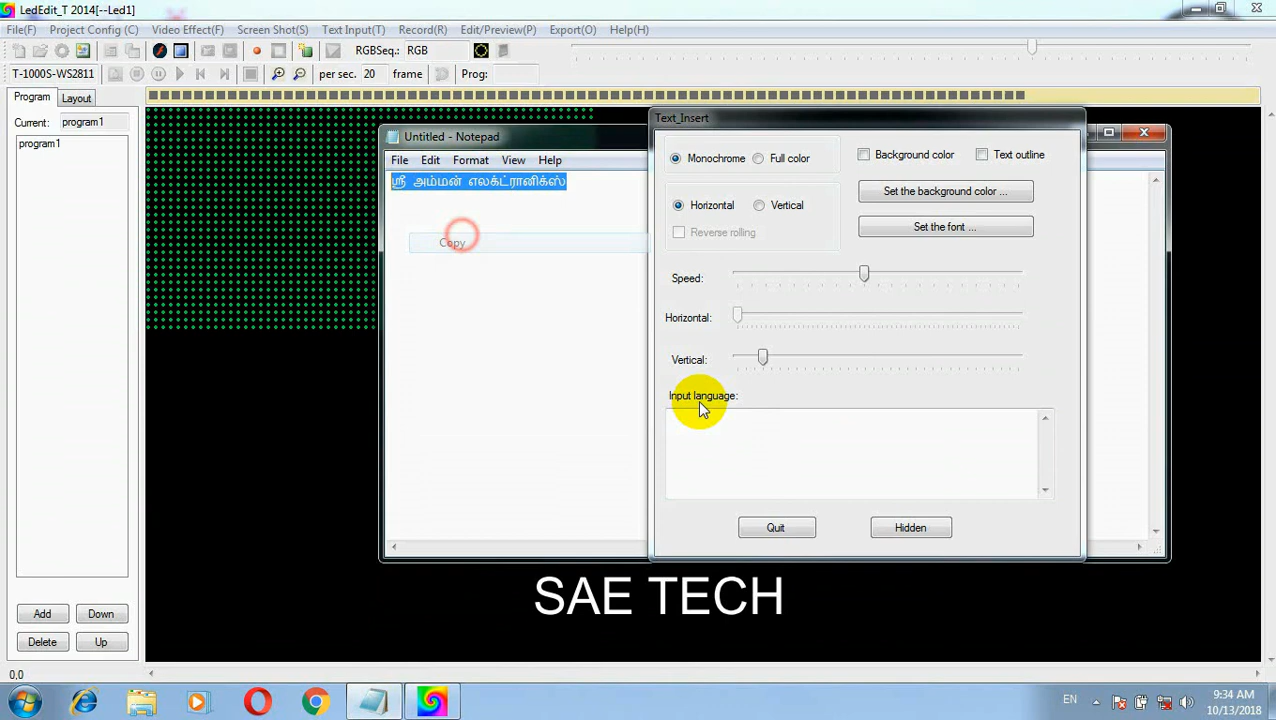 LedEdit_T 2014[--Led1]
File(F) Project Config (C) Video Effect(F) Screen Shot(S) Text Input(T) Record(R) Edit/Preview(P) Export(O) Help(H)
RGBSeq.: RGB
T-1000S-WS2811 per sec. 20 frame Prog:
Program Layout
Current: program1
program1
Untitled - Notepad
File Edit Format View Help
ஸ்ரீ அம்மன் எலக்ட்ரானிக்ஸ்
Copy
Text_Insert
Monochrome Full color
Background color Text outline
Set the background color ...
Horizontal Vertical
Reverse rolling
Set the font ...
Speed:
Horizontal:
Vertical:
Input language:
Quit Hidden
SAE TECH
Add Down
Delete Up
0,0
EN
9:34 AM
10/13/2018